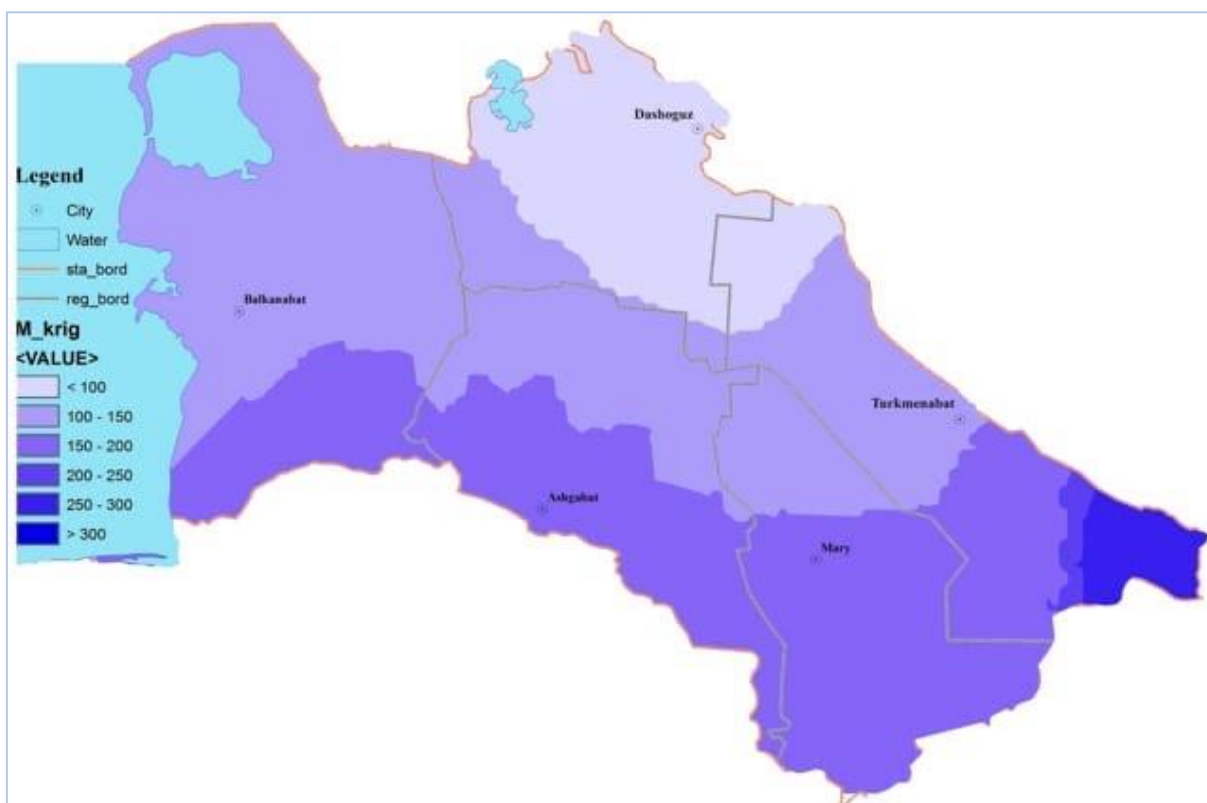 Dashoguz
Legend
City
Water
sta_bord
reg_bord
Balkanabat
M_krig
<VALUE>
< 100
100 - 150
150 - 200
200 - 250
250 - 300
> 300
Turkmenabat
Ashgabat
Mary